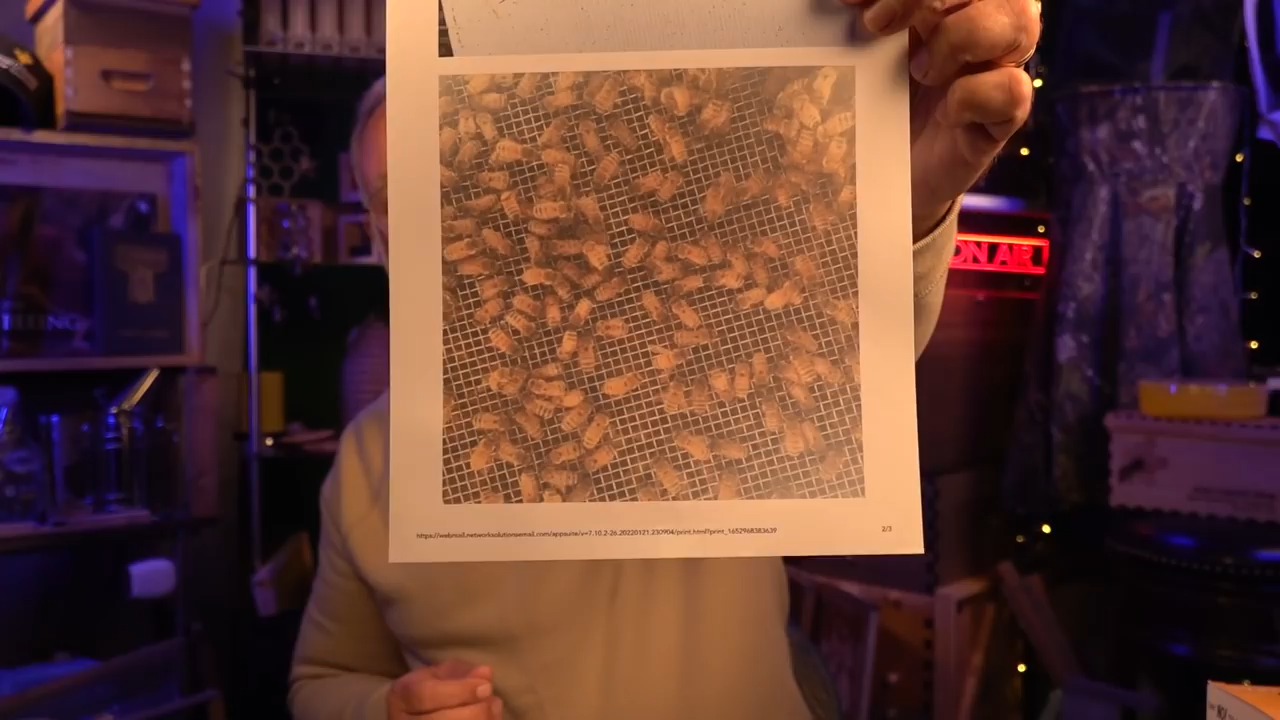 ON AIR
https://webmail.networksolutionsemail.com/appsuite/v=7.10.2-26.20220121.230904/print.html?print_1652968383639
2/3